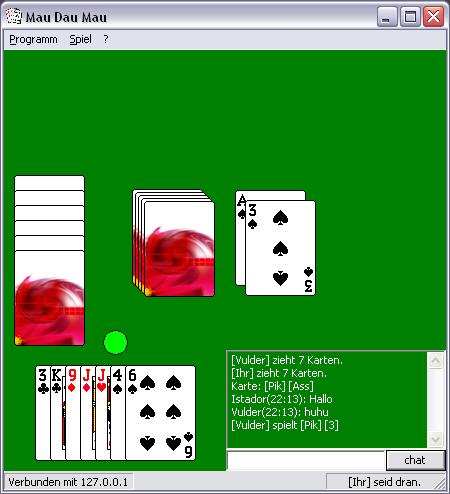 Mau Dau Mau
Programm Spiel ?
A
3
3
3 K 9 J J 4 6
6
[Vulder] zieht 7 Karten.
[Ihr] zieht 7 Karten.
Karte: [Pik] [Ass]
Istador(22:13): Hallo
Vulder(22:13): huhu
[Vulder] spielt [Pik] [3]
chat
Verbunden mit 127.0.0.1
[Ihr] seid dran.